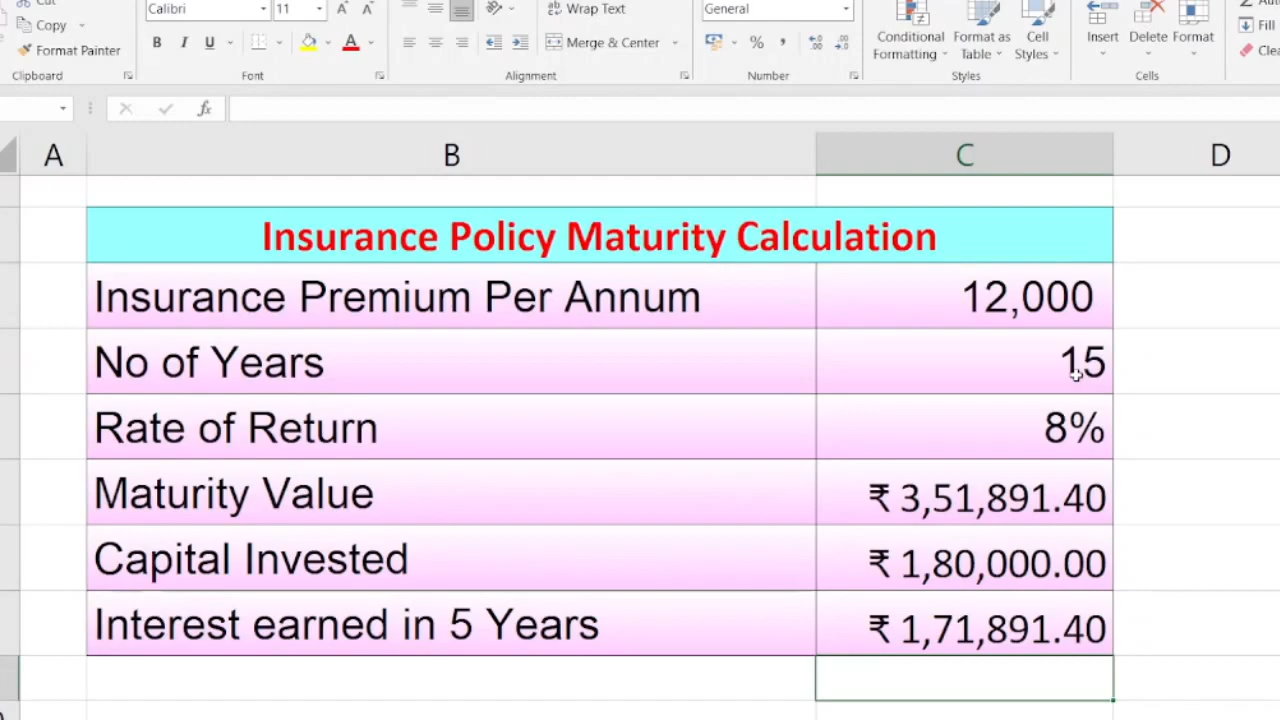 Cut
Calibri
11
Wrap Text
General
Copy
Format Painter
B I U
A
Merge & Center
%
Conditional
Formatting
Format as
Table
Cell
Styles
Insert
Delete
Format
Fill
Clipboard
Font
Alignment
Number
Styles
Cells
fx
A B C D
Insurance Policy Maturity Calculation
Insurance Premium Per Annum 12,000
No of Years 15
Rate of Return 8%
Maturity Value ₹ 3,51,891.40
Capital Invested ₹ 1,80,000.00
Interest earned in 5 Years ₹ 1,71,891.40